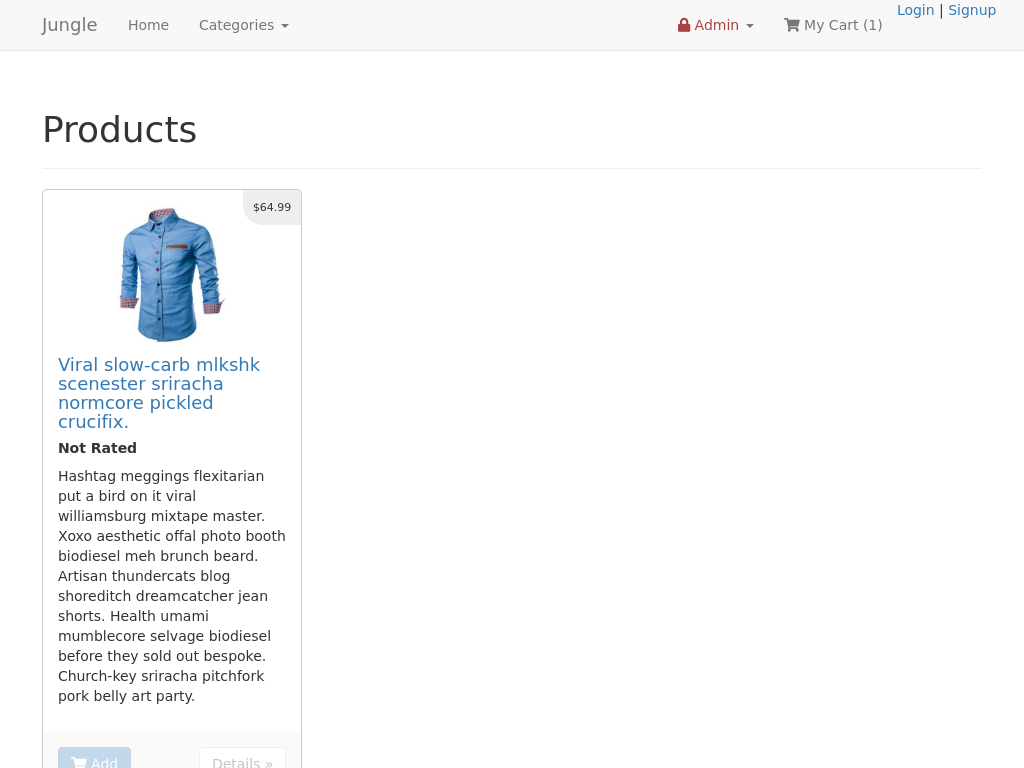 Jungle Home Categories Admin My Cart (1) Login | Signup
Products
$64.99
Viral slow-carb mlkshk
scenester sriracha
normcore pickled
crucifix.
Not Rated
Hashtag meggings flexitarian
put a bird on it viral
williamsburg mixtape master.
Xoxo aesthetic offal photo booth
biodiesel meh brunch beard.
Artisan thundercats blog
shoreditch dreamcatcher jean
shorts. Health umami
mumblecore selvage biodiesel
before they sold out bespoke.
Church-key sriracha pitchfork
pork belly art party.
Add Details »